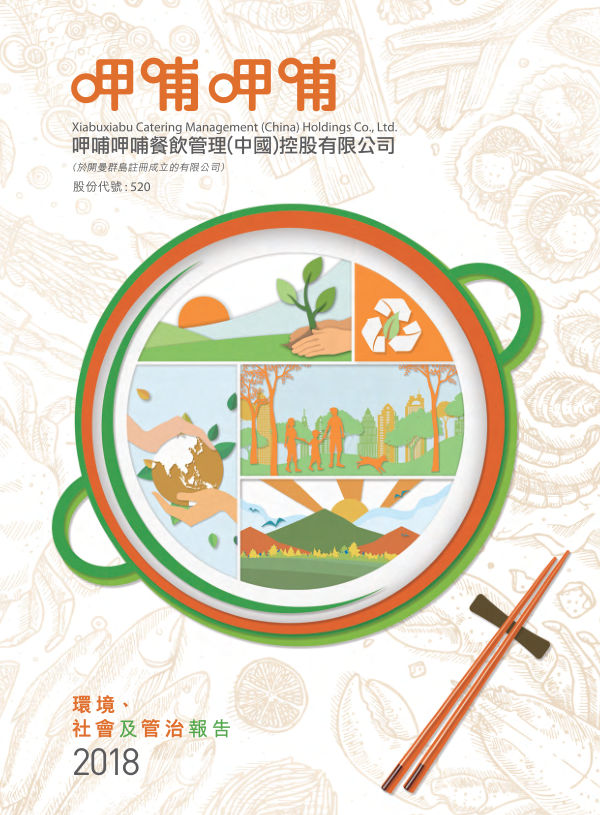 呷哺呷哺
Xiabuxiabu Catering Management (China) Holdings Co., Ltd.
呷哺呷哺餐飲管理(中國)控股有限公司
（於開曼群島註冊成立的有限公司）
股份代號 : 520
環境、
社會及管治報告
2018